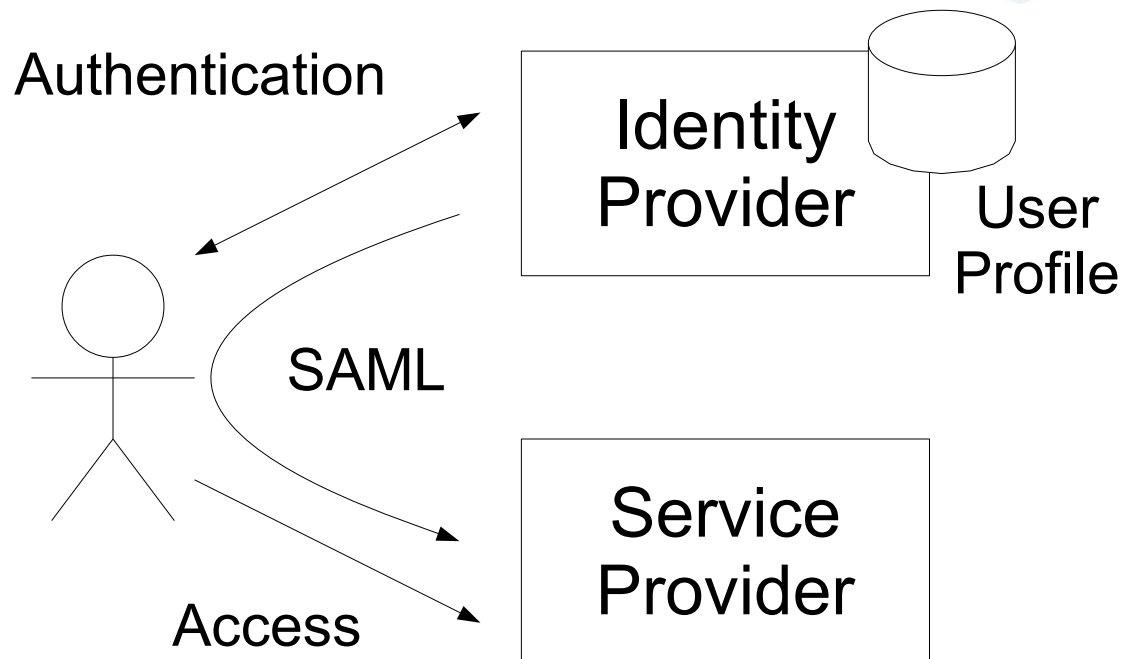 Authentication
Identity
Provider
User
Profile
SAML
Service
Provider
Access